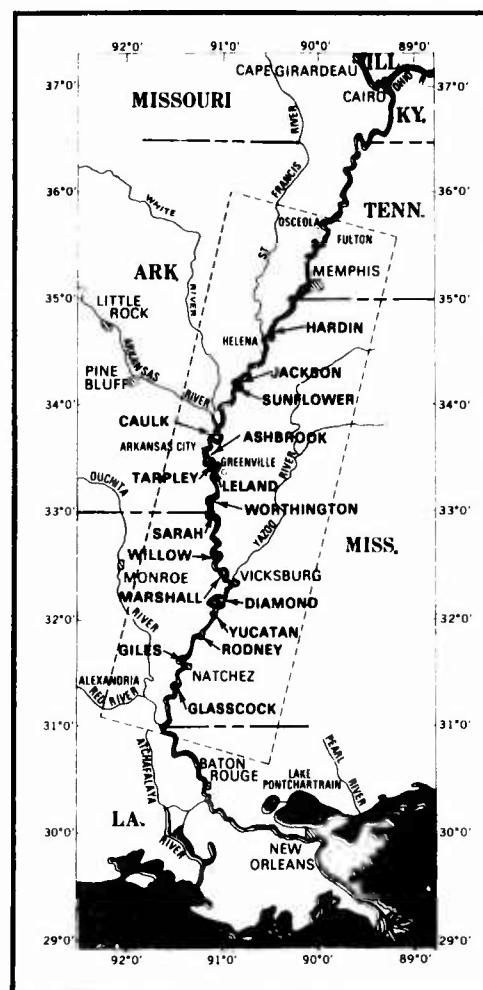 92°0' 91°0' 90°0' 89°0'
37°0' 37°0'
ILL.
CAPE GIRARDEAU
CAIRO
OHIO
MISSOURI
KY.
RIVER
FRANCIS
ST
36°0' 36°0'
WHITE
RIVER
TENN.
OSCEOLA
FULTON
ARK
MEMPHIS
35°0' 35°0'
LITTLE
ROCK
HARDIN
HELENA
ARKANSAS
RIVER
PINE
BLUFF
JACKSON
SUNFLOWER
34°0' 34°0'
CAULK
ASHBROOK
ARKANSAS CITY
GREENVILLE
TARPLEY
LELAND
RIVER
YAZOO
OUCHITA
RIVER
WORTHINGTON
33°0' 33°0'
SARAH
MISS.
WILLOW
MONROE
VICKSBURG
MARSHALL
DIAMOND
32°0' 32°0'
YUCATAN
RODNEY
GILES
NATCHEZ
ALEXANDRIA
RED RIVER
GLASSCOCK
31°0' 31°0'
ATCHAFALAYA
RIVER
BATON
ROUGE
LAKE
PONTCHARTRAIN
PEARL
RIVER
LA.
30°0' 30°0'
NEW
ORLEANS
29°0' 29°0'
92°0' 91°0' 90°0' 89°0'